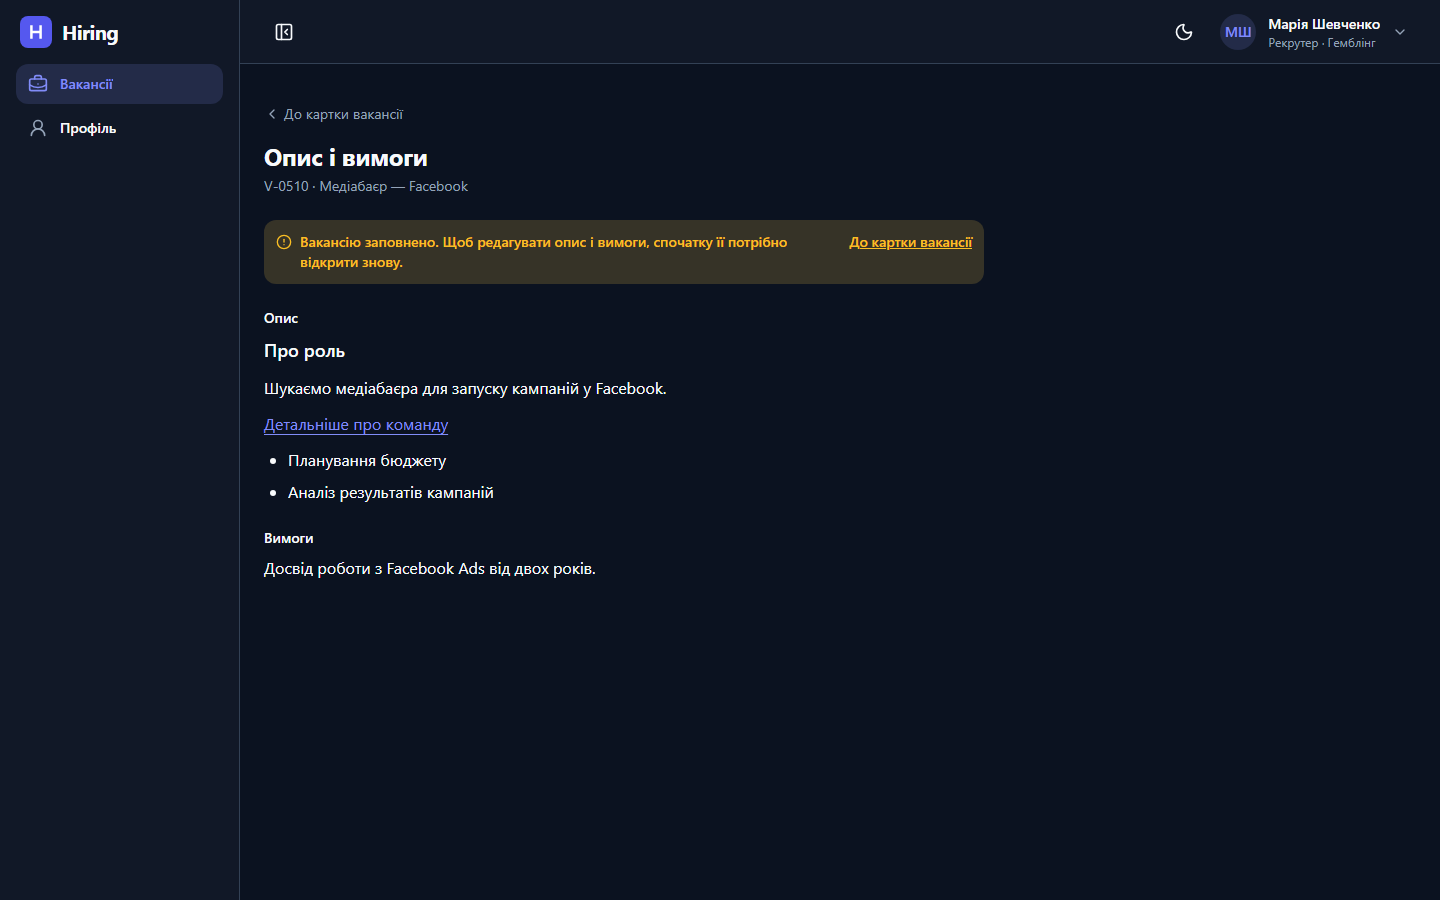 H Hiring
Вакансії
Профіль
МШ
Марія Шевченко
Рекрутер · Гемблінг
До картки вакансії
Опис і вимоги
V-0510 · Медіабаєр — Facebook
Вакансію заповнено. Щоб редагувати опис і вимоги, спочатку її потрібно
відкрити знову.
До картки вакансії
Опис
Про роль
Шукаємо медіабаєра для запуску кампаній у Facebook.
Детальніше про команду
Планування бюджету
Аналіз результатів кампаній
Вимоги
Досвід роботи з Facebook Ads від двох років.